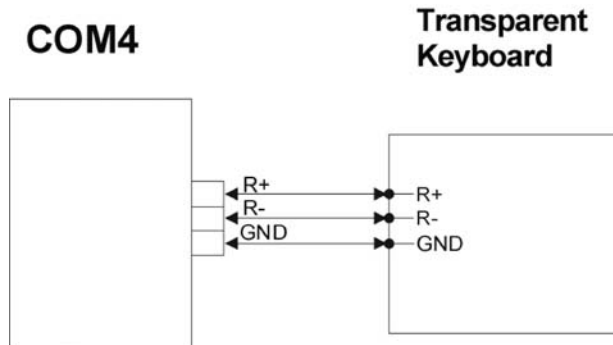 COM4
Transparent
Keyboard
R+
R-
GND
R+
R-
GND